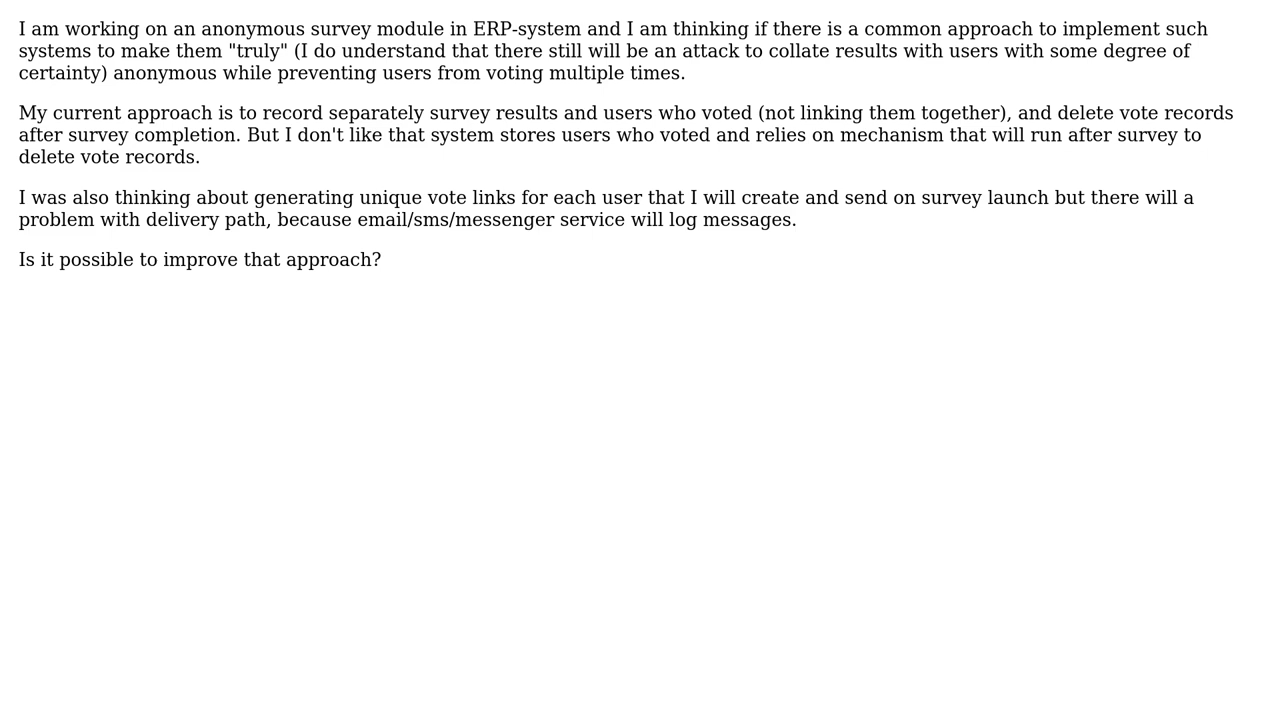 I am working on an anonymous survey module in ERP-system and I am thinking if there is a common approach to implement such
systems to make them "truly" (I do understand that there still will be an attack to collate results with users with some degree of
certainty) anonymous while preventing users from voting multiple times.
My current approach is to record separately survey results and users who voted (not linking them together), and delete vote records
after survey completion. But I don't like that system stores users who voted and relies on mechanism that will run after survey to
delete vote records.
I was also thinking about generating unique vote links for each user that I will create and send on survey launch but there will a
problem with delivery path, because email/sms/messenger service will log messages.
Is it possible to improve that approach?